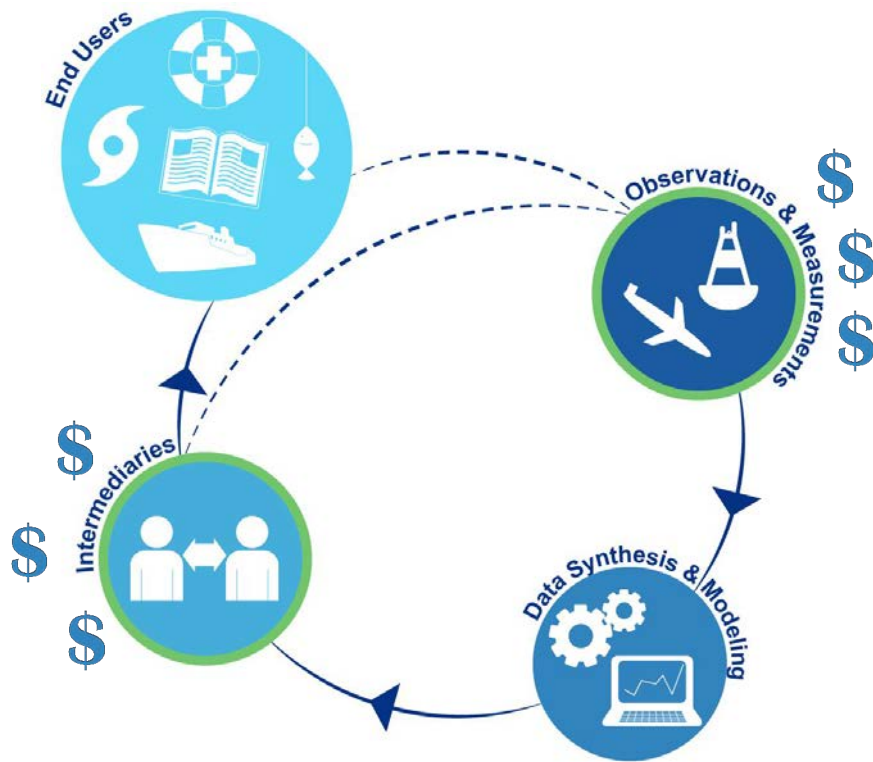 End Users
Observations & Measurements
$
$
$
$
Intermediaries
$
$
Data Synthesis & Modeling